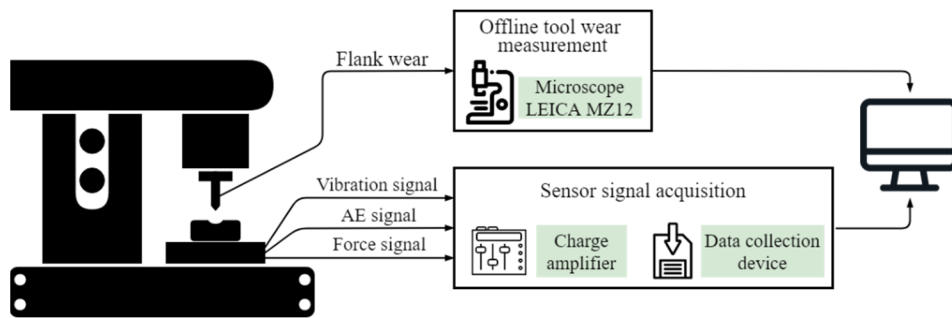 Offline tool wear
measurement
Flank wear
Microscope
LEICA MZ12
Vibration signal
AE signal
Force signal
Sensor signal acquisition
Charge
amplifier
Data collection
device